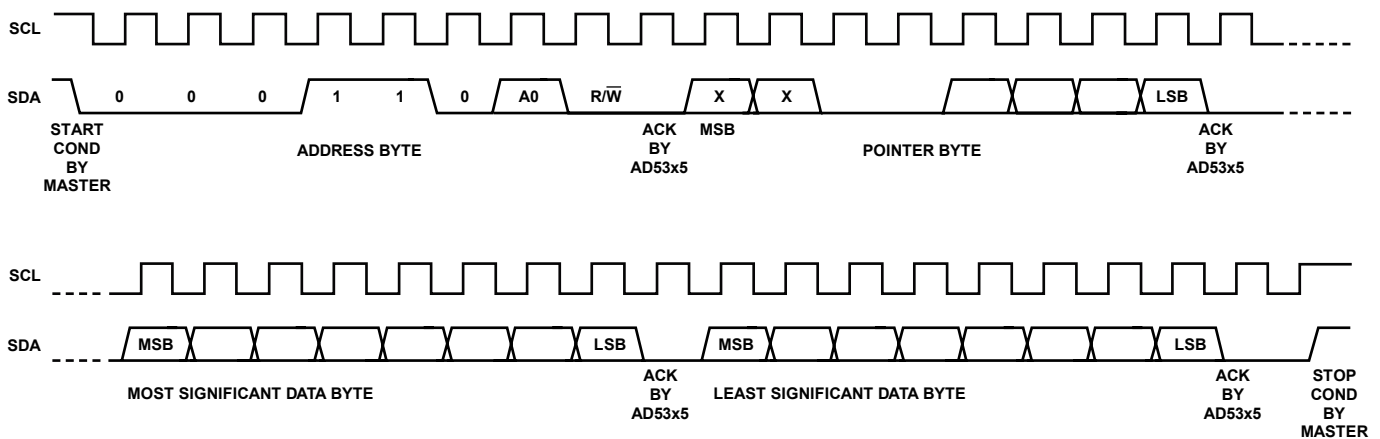 SCL
SDA 0 0 0 1 1 0 A0 R/W̅ X X LSB
START COND BY MASTER
ADDRESS BYTE
ACK BY AD53x5
MSB
POINTER BYTE
ACK BY AD53x5
SCL
SDA MSB LSB MSB LSB
MOST SIGNIFICANT DATA BYTE
ACK BY AD53x5
LEAST SIGNIFICANT DATA BYTE
ACK BY AD53x5
STOP COND BY MASTER